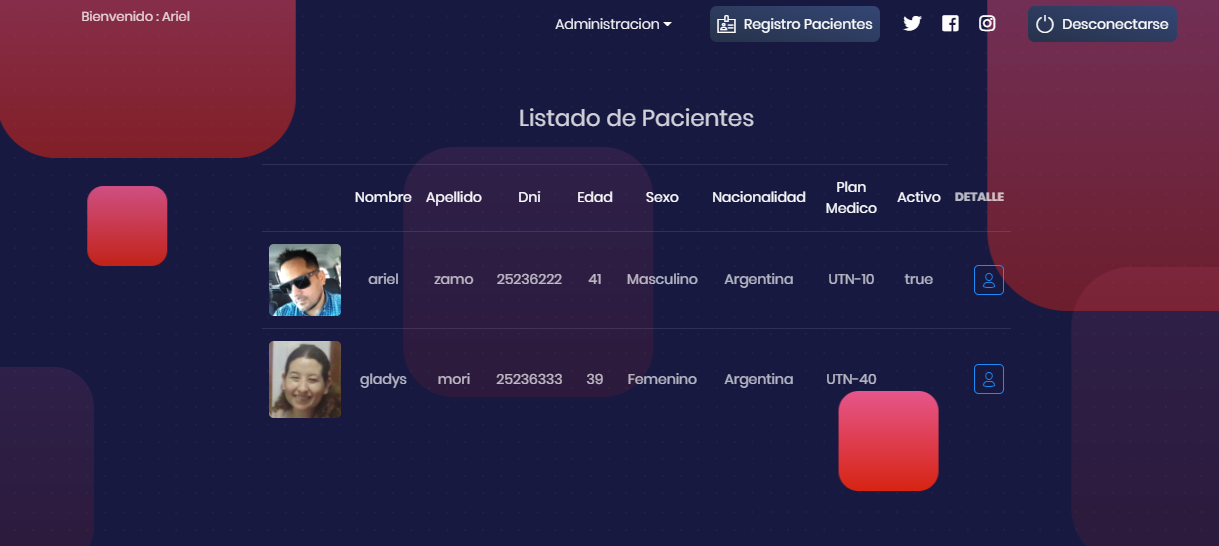 Bienvenido : Ariel
Administracion Registro Pacientes Desconectarse
Listado de Pacientes
Nombre Apellido Dni Edad Sexo Nacionalidad Plan Medico Activo DETALLE
ariel zamo 25236222 41 Masculino Argentina UTN-10 true
gladys mori 25236333 39 Femenino Argentina UTN-40